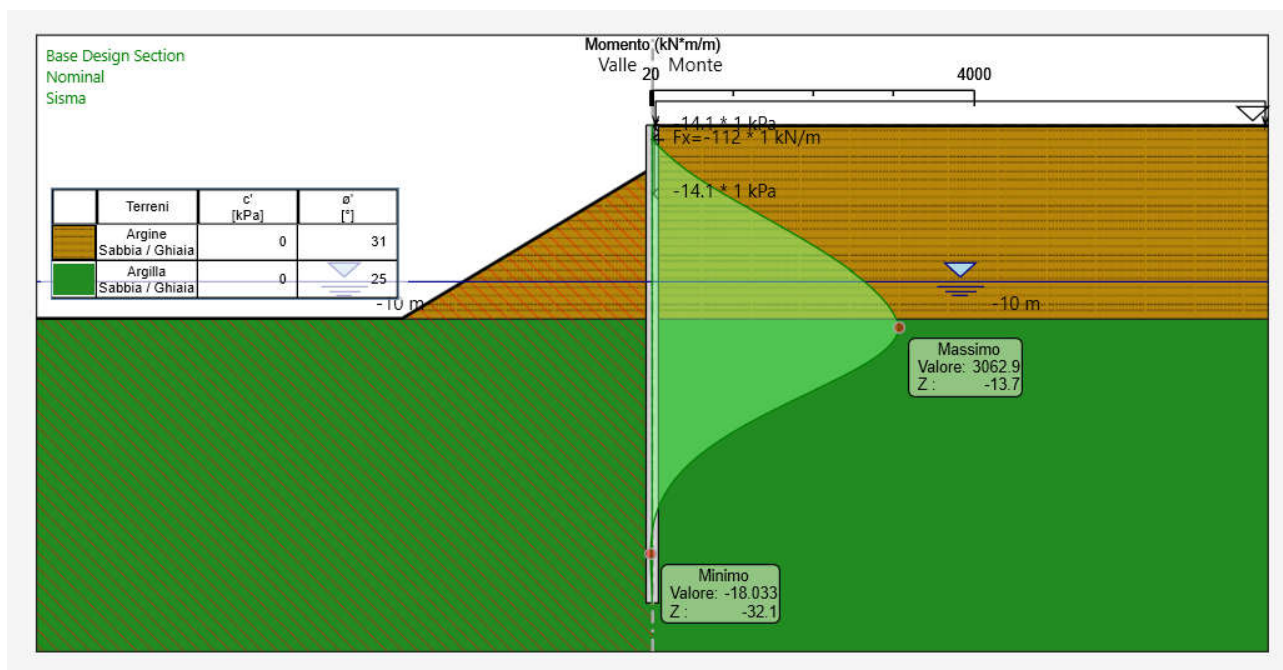 Base Design Section
Nominal
Sisma
Momento (kN*m/m)
Valle
Monte
20
4000
-14.1 * 1 kPa
Fx=-112 * 1 kN/m
-14.1 * 1 kPa
Terreni
c'
[kPa]
ø'
[°]
Argine
Sabbia / Ghiaia
0
31
Argilla
Sabbia / Ghiaia
0
25
-10 m
-10 m
Massimo
Valore: 3062.9
Z : -13.7
Minimo
Valore: -18.033
Z : -32.1